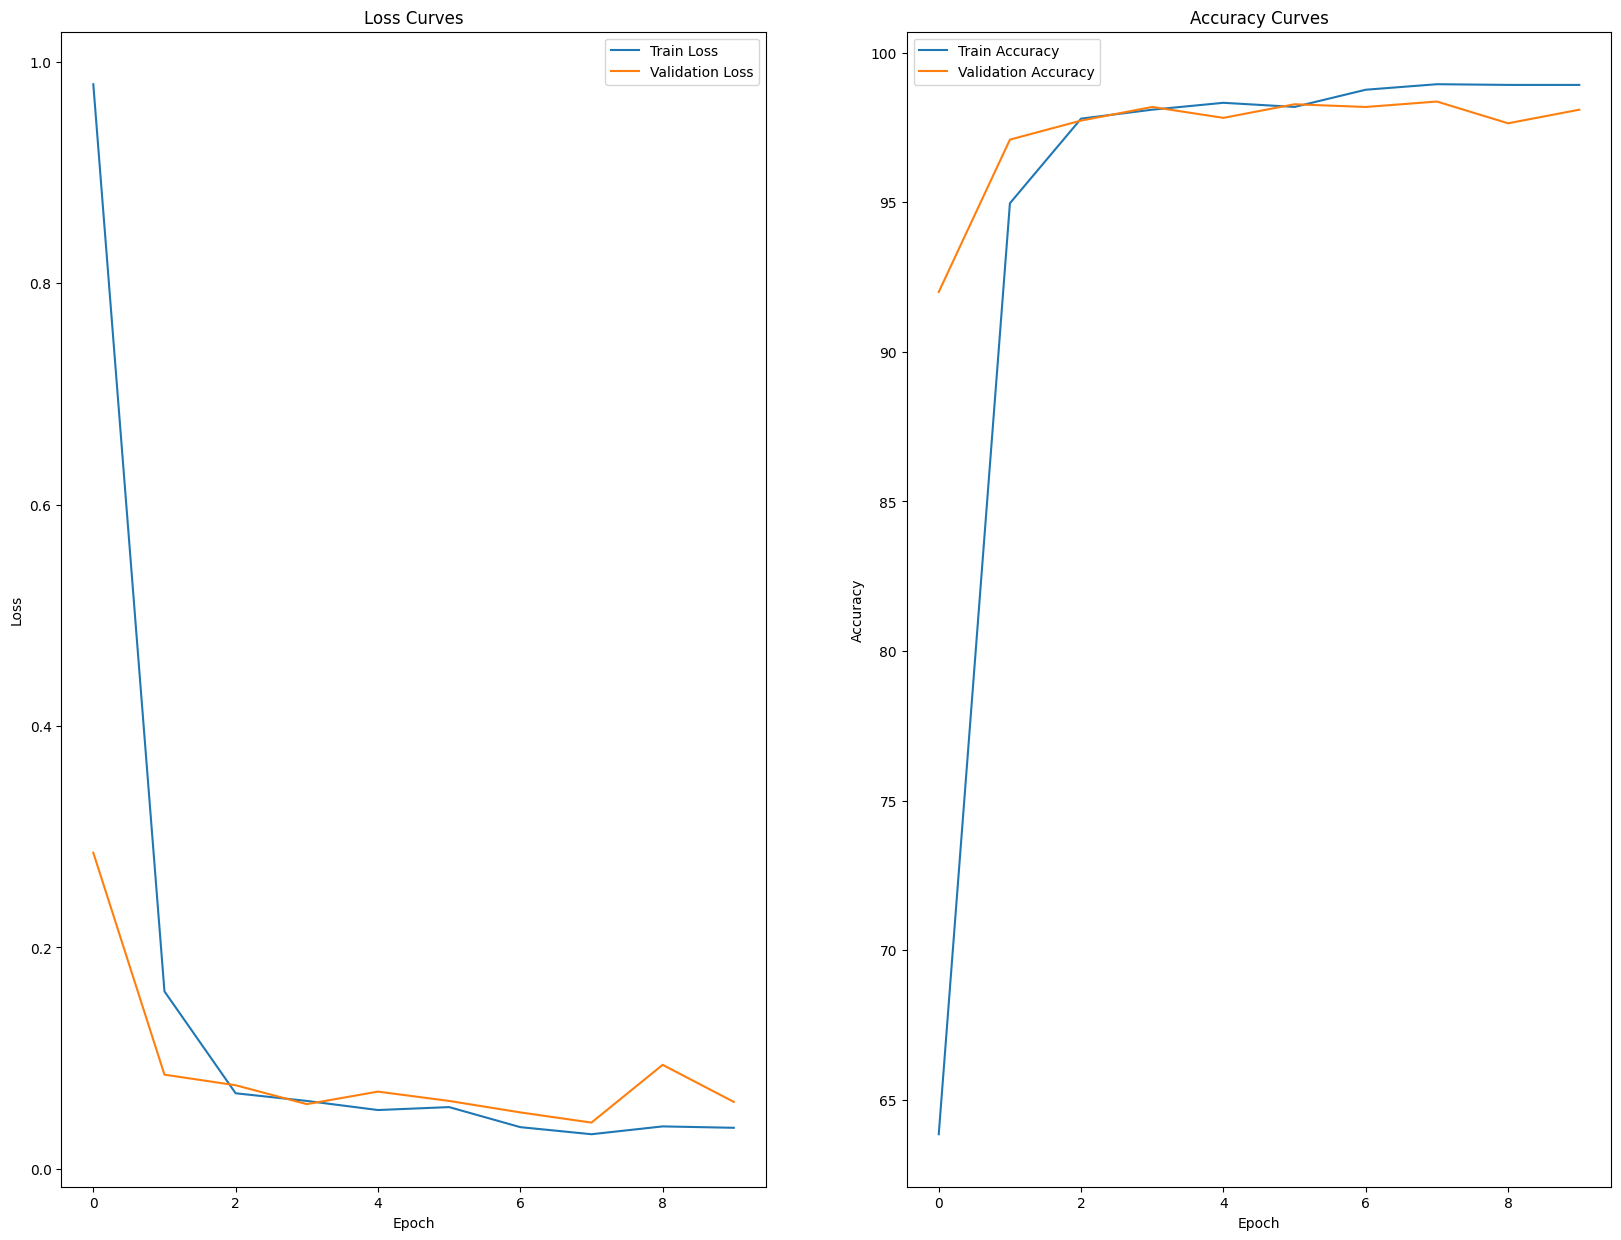 Loss Curves
Train Loss
Validation Loss
1.0
0.8
0.6
0.4
0.2
0.0
Loss
0 2 4 6 8
Epoch
Accuracy Curves
Train Accuracy
Validation Accuracy
100
95
90
85
80
75
70
65
Accuracy
0 2 4 6 8
Epoch